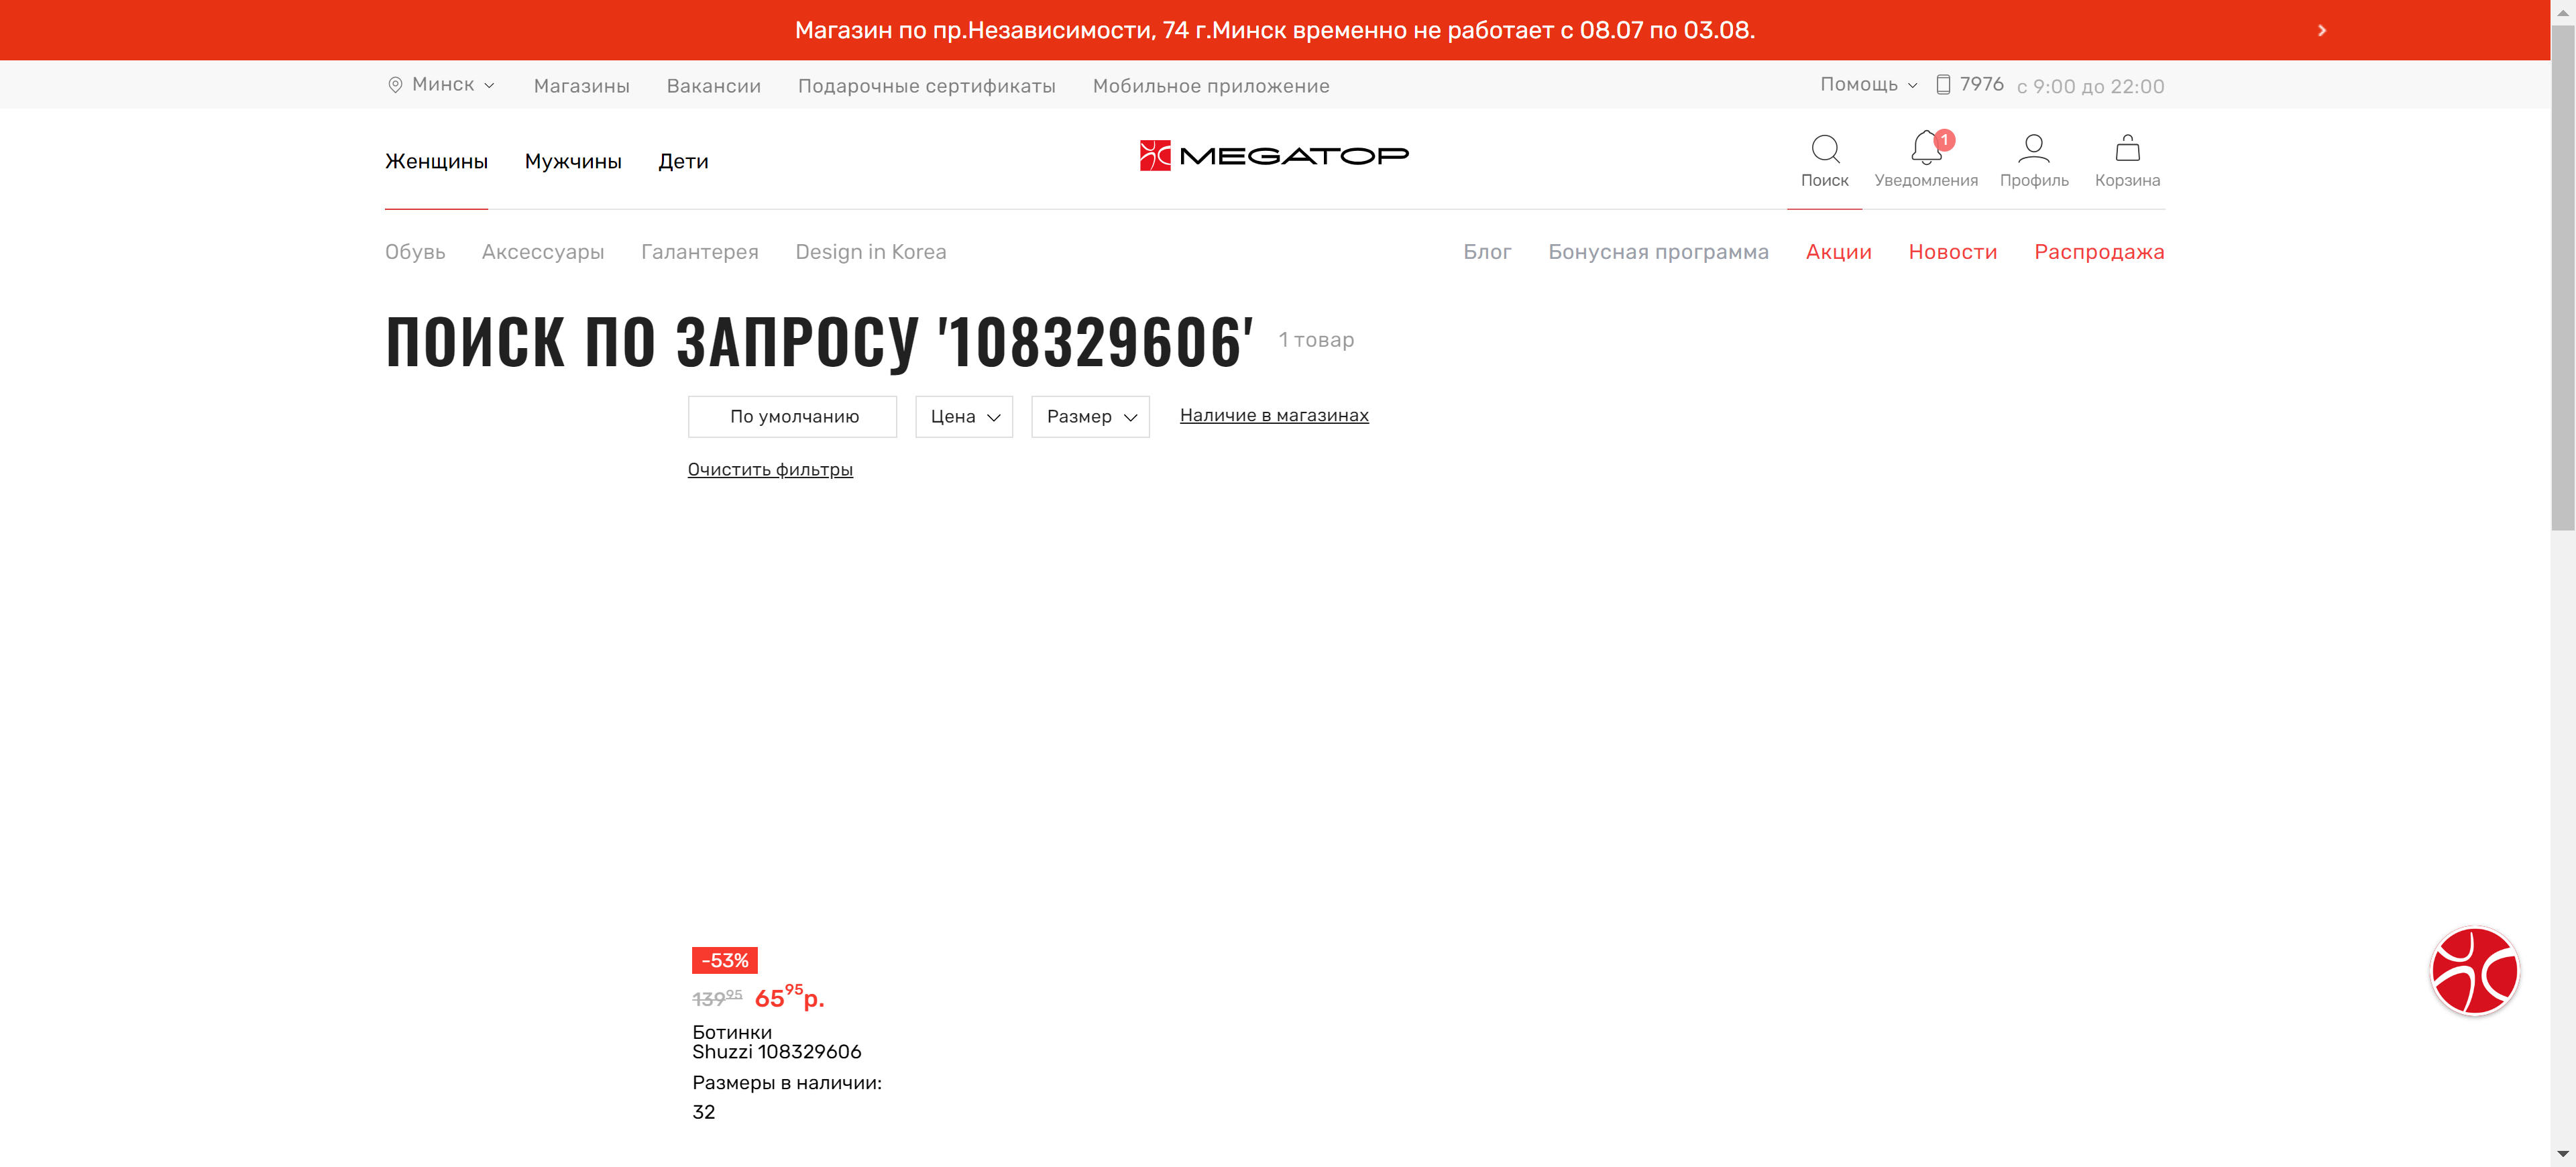 Магазин по пр.Независимости, 74 г.Минск временно не работает с 08.07 по 03.08.
Минск Магазины Вакансии Подарочные сертификаты Мобильное приложение Помощь 7976 с 9:00 до 22:00
Женщины Мужчины Дети MEGATOP 1
Поиск Уведомления Профиль Корзина
Обувь Аксессуары Галантерея Design in Korea Блог Бонусная программа Акции Новости Распродажа
ПОИСК ПО ЗАПРОСУ '108329606' 1 товар
По умолчанию Цена Размер Наличие в магазинах
Очистить фильтры
-53%
139 95 65 95 р.
Ботинки
Shuzzi 108329606
Размеры в наличии:
32